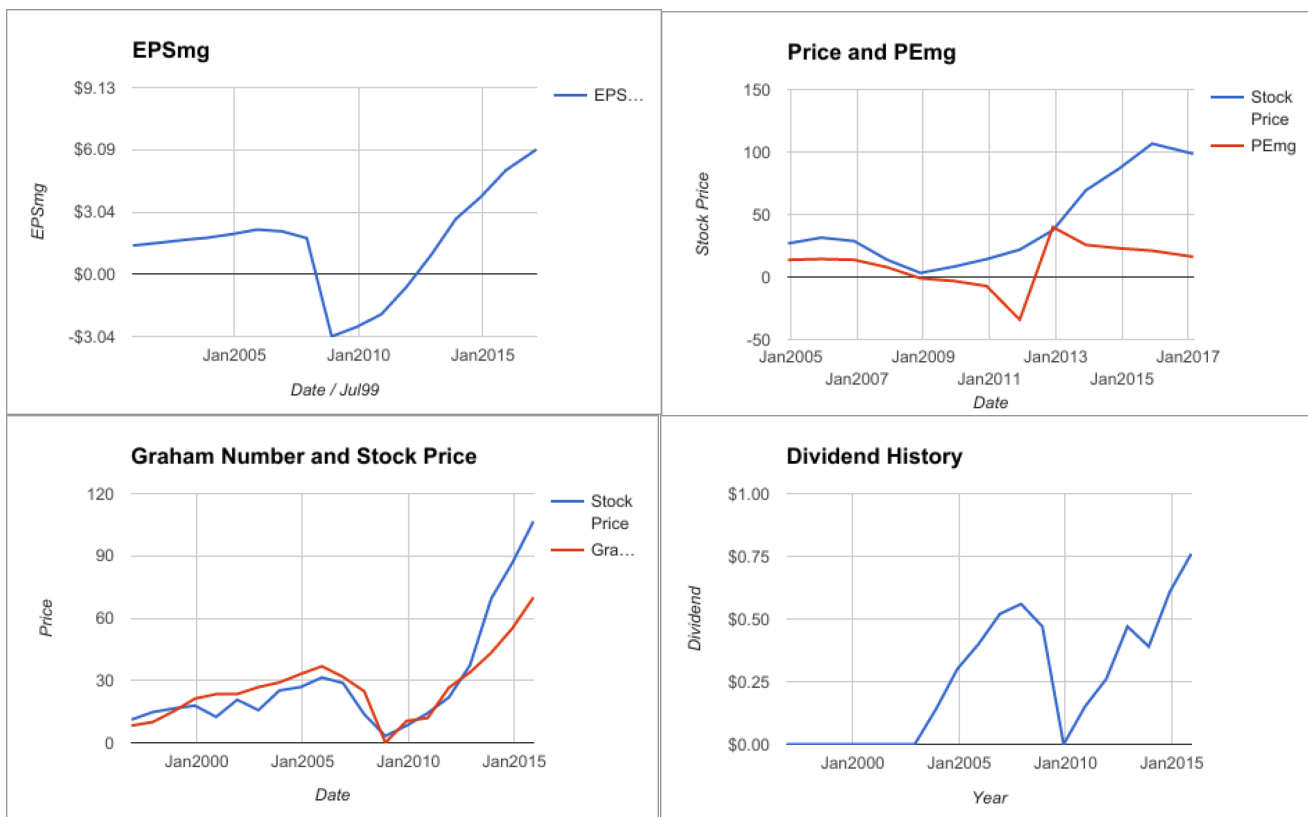 EPSmg
$9.13
$6.09
$3.04
$0.00
-$3.04
EPSmg
Jan2005
Jan2010
Jan2015
Date / Jul99
EPS…
Price and PEmg
150
100
50
0
-50
Stock Price
Jan2005
Jan2009
Jan2013
Jan2017
Jan2007
Jan2011
Jan2015
Date
Stock
Price
PEmg
Graham Number and Stock Price
120
90
60
30
0
Price
Jan2000
Jan2005
Jan2010
Jan2015
Date
Stock
Price
Gra…
Dividend History
$1.00
$0.75
$0.50
$0.25
$0.00
Dividend
Jan2000
Jan2005
Jan2010
Jan2015
Year